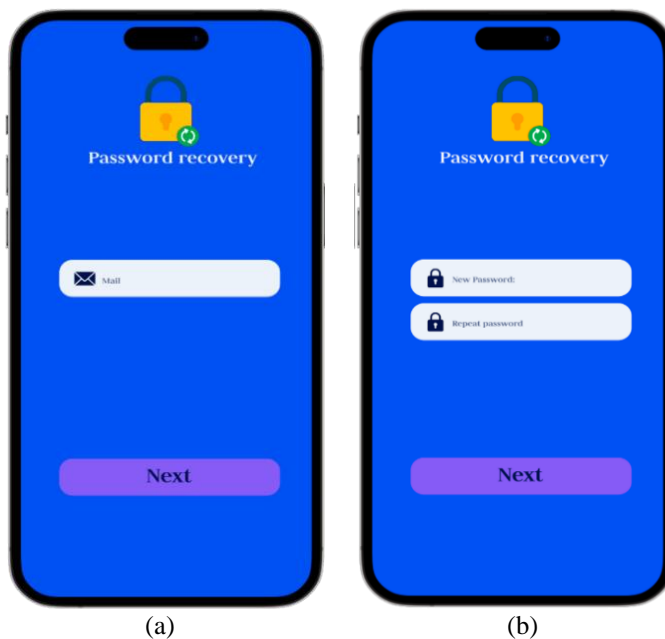 Password recovery
Mail
Next
(a)
Password recovery
New Password:
Repeat password
Next
(b)